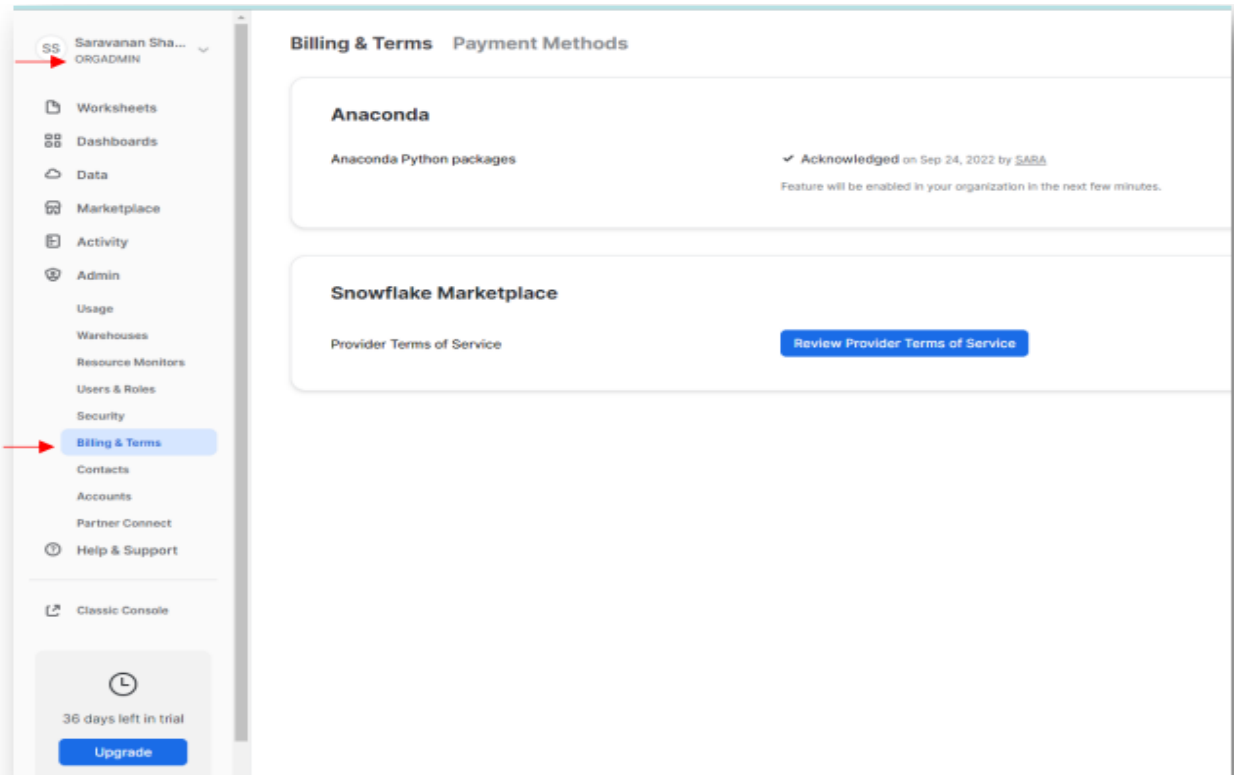 SS
Saravanan Sha...
ORGADMIN
Worksheets
Dashboards
Data
Marketplace
Activity
Admin
Usage
Warehouses
Resource Monitors
Users & Roles
Security
Billing & Terms
Contacts
Accounts
Partner Connect
Help & Support
Classic Console
36 days left in trial
Upgrade
Billing & Terms Payment Methods
Anaconda
Anaconda Python packages
✓ Acknowledged on Sep 24, 2022 by SARA
Feature will be enabled in your organization in the next few minutes.
Snowflake Marketplace
Provider Terms of Service
Review Provider Terms of Service